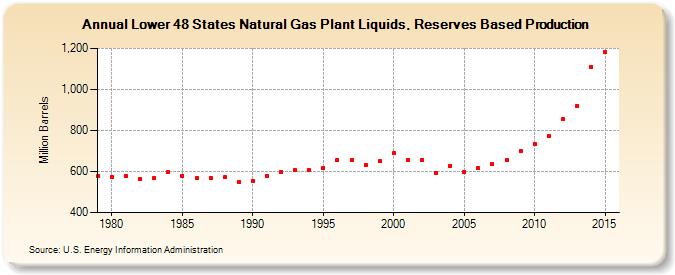 Annual Lower 48 States Natural Gas Plant Liquids, Reserves Based Production
Million Barrels
1,200
1,000
800
600
400
1980 1985 1990 1995 2000 2005 2010 2015
Source: U.S. Energy Information Administration